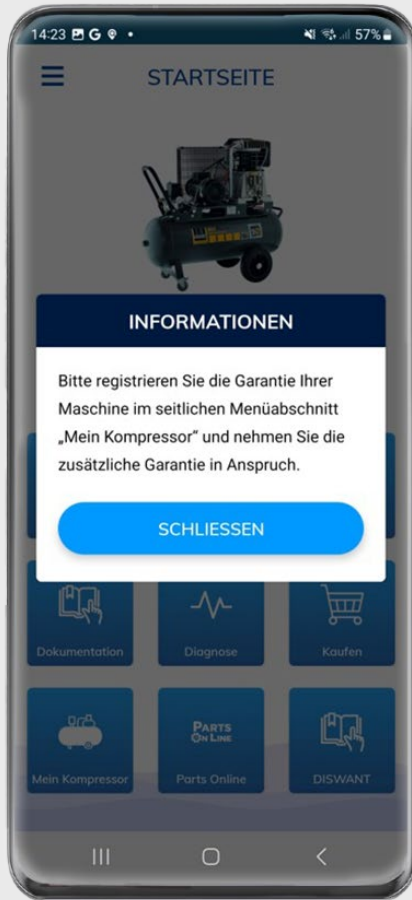 14:23 G
57%
STARTSEITE
INFORMATIONEN
Bitte registrieren Sie die Garantie Ihrer
Maschine im seitlichen Menüabschnitt
„Mein Kompressor“ und nehmen Sie die
zusätzliche Garantie in Anspruch.
SCHLIESSEN
Dokumentation
Diagnose
Kaufen
PARTS
ON LINE
Mein Kompressor
Parts Online
DISWANT